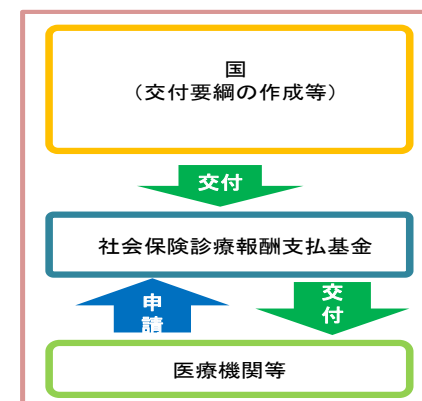 国
（交付要綱の作成等）
交付
社会保険診療報酬支払基金
申
請
交
付
医療機関等